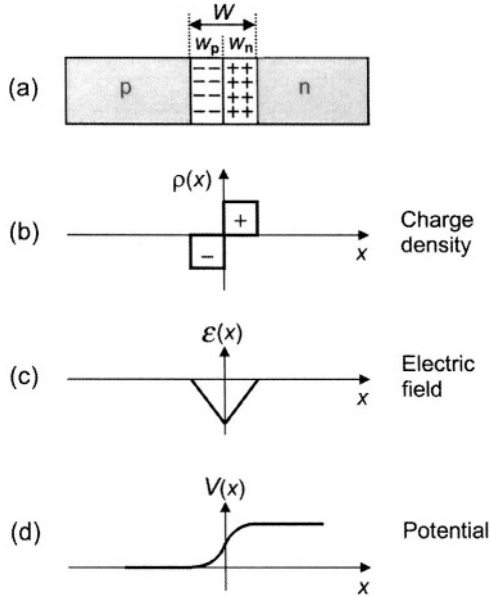 W
wp wn
(a)
p
n
− − + +
− − + +
− − + +
− − + +
(b)
ρ(x)
+
−
x
Charge
density
(c)
ε(x)
x
Electric
field
(d)
V(x)
x
Potential